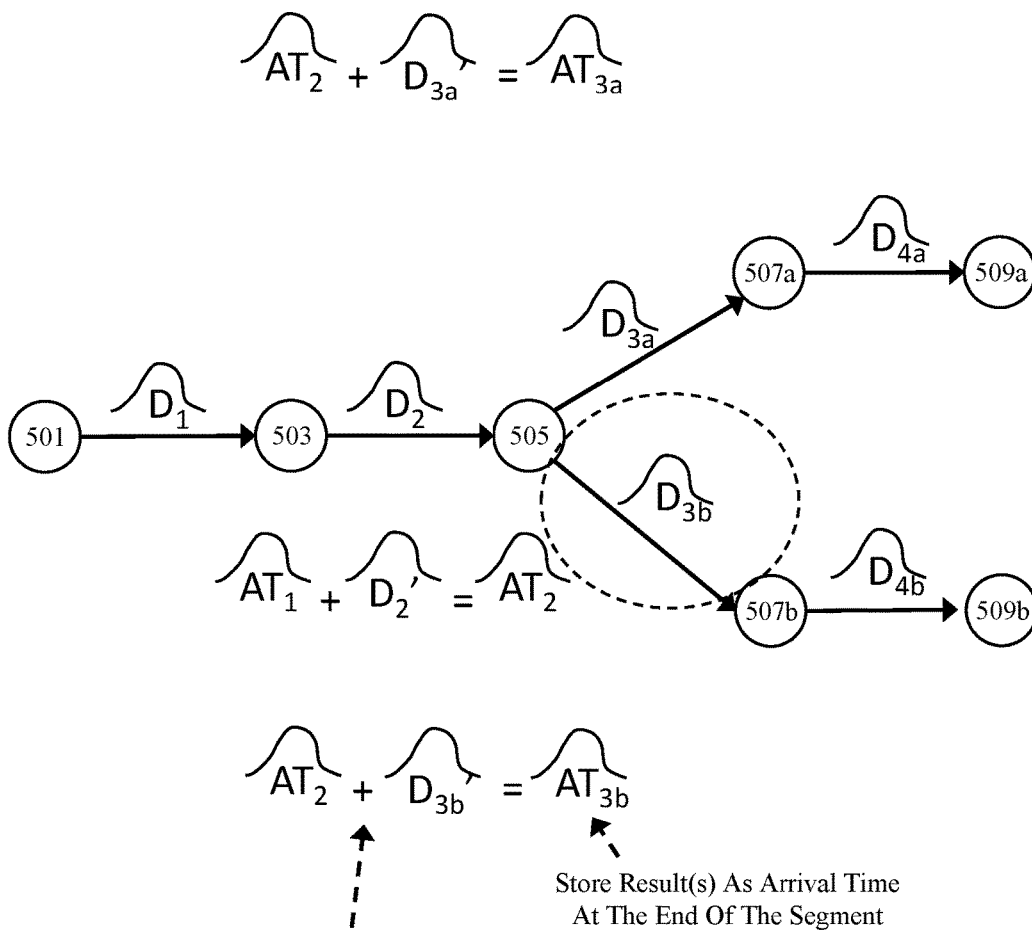 AT₂ + D₃ₐ′ = AT₃ₐ
D₄ₐ
507a
509a
D₃ₐ
D₁
D₂
501
503
505
D₃b
AT₁ + D₂′ = AT₂
D₄b
507b
509b
AT₂ + D₃b′ = AT₃b
Store Result(s) As Arrival Time
At The End Of The Segment